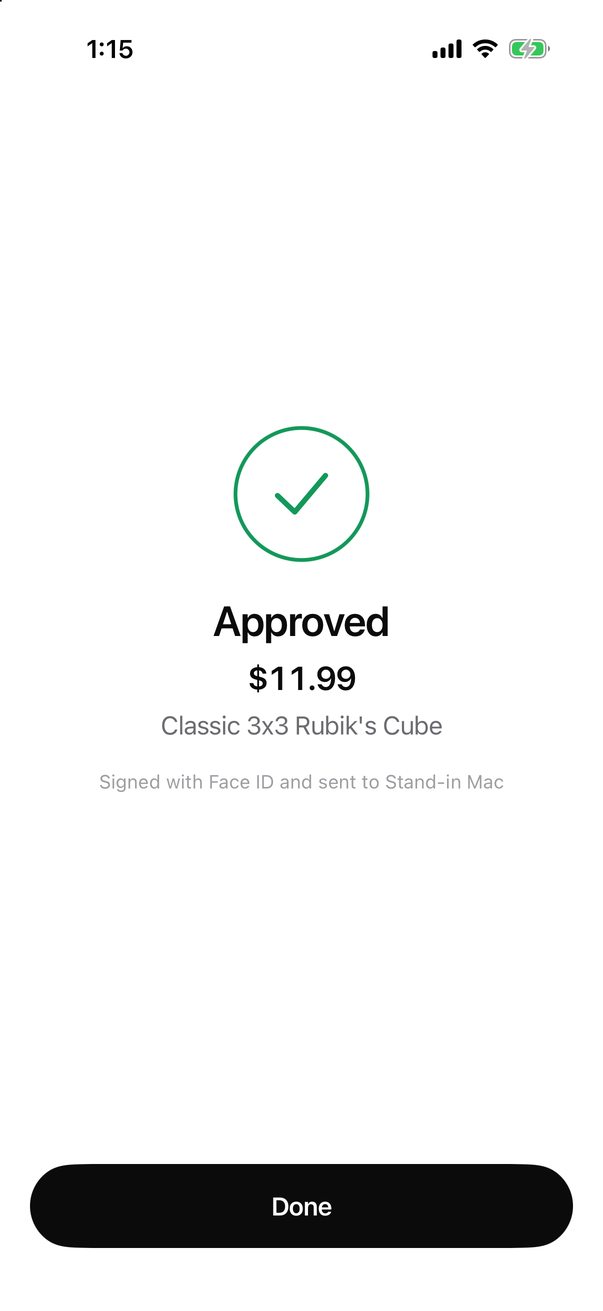 1:15
Approved
$11.99
Classic 3x3 Rubik's Cube
Signed with Face ID and sent to Stand-in Mac
Done